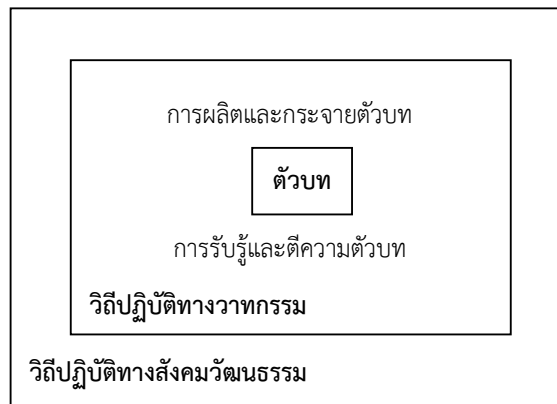 การผลิตและกระจายตัวบท
ตัวบท
การรับรู้และตีความตัวบท
วิถีปฏิบัติทางวาทกรรม
วิถีปฏิบัติทางสังคมวัฒนธรรม